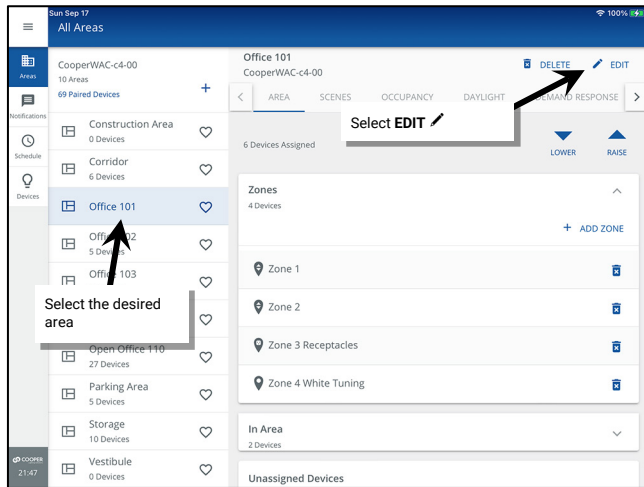 Sun Sep 17
100%
All Areas
Areas
Notifications
Schedule
Devices
COOPER
21:47
CooperWAC-c4-00
10 Areas
69 Paired Devices
+
Construction Area
0 Devices
Corridor
6 Devices
Office 101
Office 102
5 Devices
Office 103
Select the desired
area
Open Office 110
27 Devices
Parking Area
5 Devices
Storage
10 Devices
Vestibule
0 Devices
Office 101
CooperWAC-c4-00
DELETE
EDIT
< AREA SCENES OCCUPANCY DAYLIGHT DEMAND RESPONSE >
Select EDIT
6 Devices Assigned
LOWER
RAISE
Zones
4 Devices
+ ADD ZONE
Zone 1
Zone 2
Zone 3 Receptacles
Zone 4 White Tuning
In Area
2 Devices
Unassigned Devices